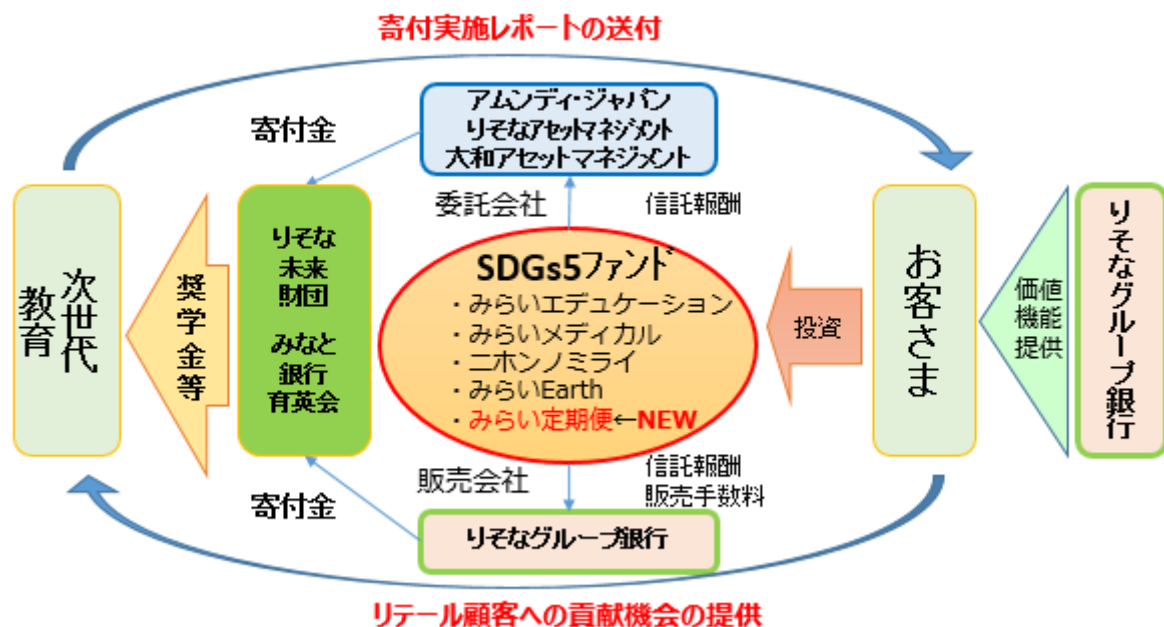 寄付実施レポートの送付
アムンディ・ジャパン
りそなアセットマネジメント
大和アセットマネジメント
寄付金
委託会社
信託報酬
次世代
教育
奨学金等
りそな
未来
財団
みなと
銀行
育英会
SDGs5ファンド
・みらいエデュケーション
・みらいメディカル
・ニホンノミライ
・みらいEarth
・みらい定期便←NEW
投資
お客さま
価値
機能
提供
りそなグループ銀行
販売会社
信託報酬
販売手数料
寄付金
りそなグループ銀行
リテール顧客への貢献機会の提供